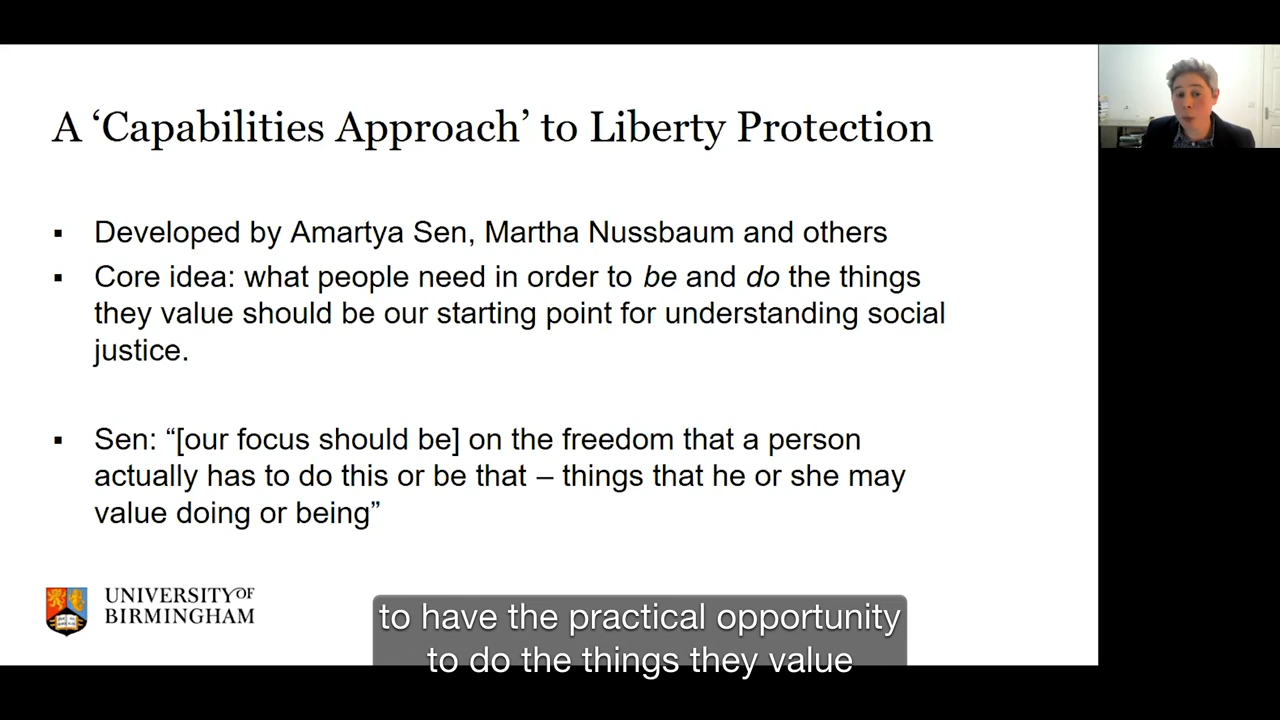 A ‘Capabilities Approach’ to Liberty Protection
▪ Developed by Amartya Sen, Martha Nussbaum and others
▪ Core idea: what people need in order to be and do the things
they value should be our starting point for understanding social
justice.
▪ Sen: “[our focus should be] on the freedom that a person
actually has to do this or be that – things that he or she may
value doing or being”
UNIVERSITY OF
BIRMINGHAM
to have the practical opportunity
to do the things they value